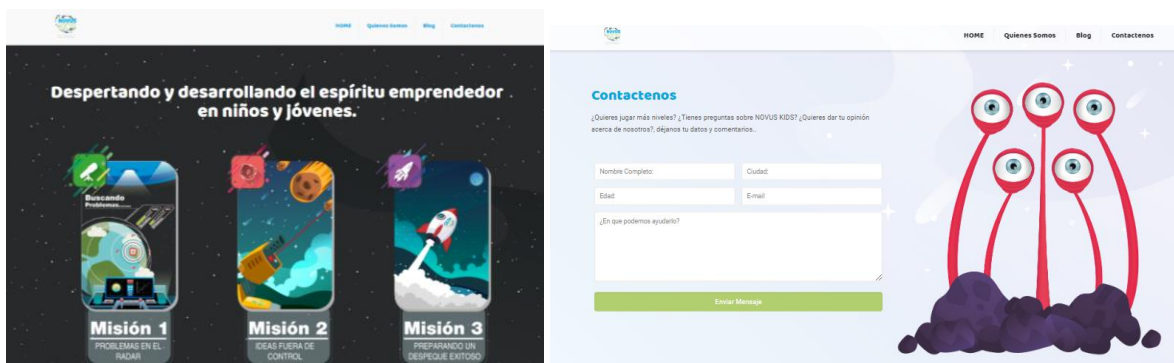 NOVUS
HOME Quienes Somos Blog Contactenos
Despertando y desarrollando el espíritu emprendedor
en niños y jóvenes.
Buscando
Problemas......
Misión 1
PROBLEMAS EN EL
RADAR
Misión 2
IDEAS FUERA DE
CONTROL
Misión 3
PREPARANDO UN
DESPEGUE EXITOSO
NOVUS
HOME Quienes Somos Blog Contactenos
Contactenos
¿Quieres jugar más niveles? ¿Tienes preguntas sobre NOVUS KIDS? ¿Quieres dar tu opinión
acerca de nosotros?, déjanos tu datos y comentarios..
Nombre Completo: Ciudad:
Edad E-mail
¿En que podemos ayudarlo?
Enviar Mensaje